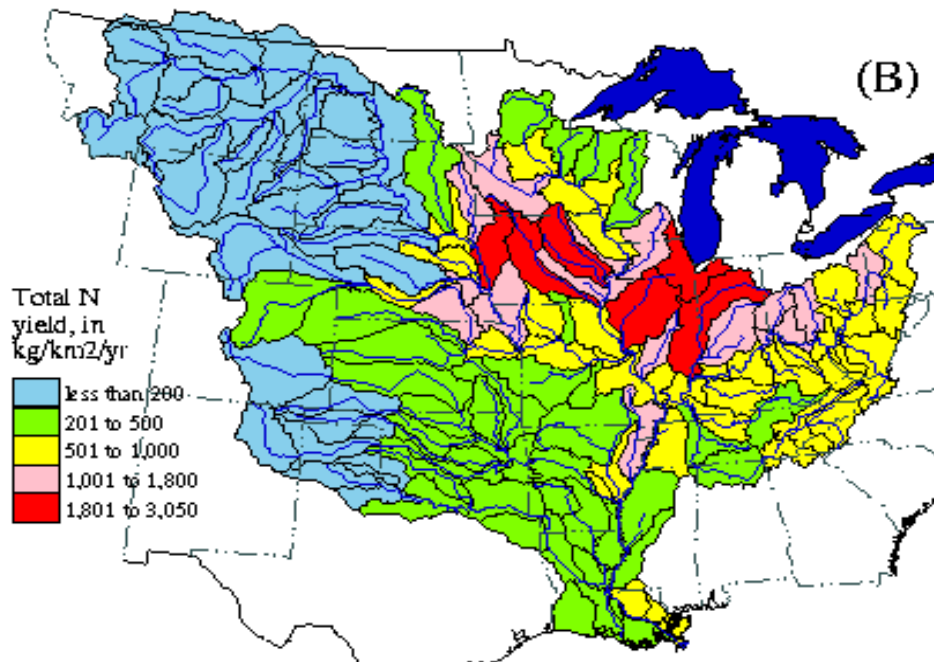 (B)
Total N
yield, in
kg/km2/yr
less than 200
201 to 500
501 to 1,000
1,001 to 1,800
1,801 to 3,050